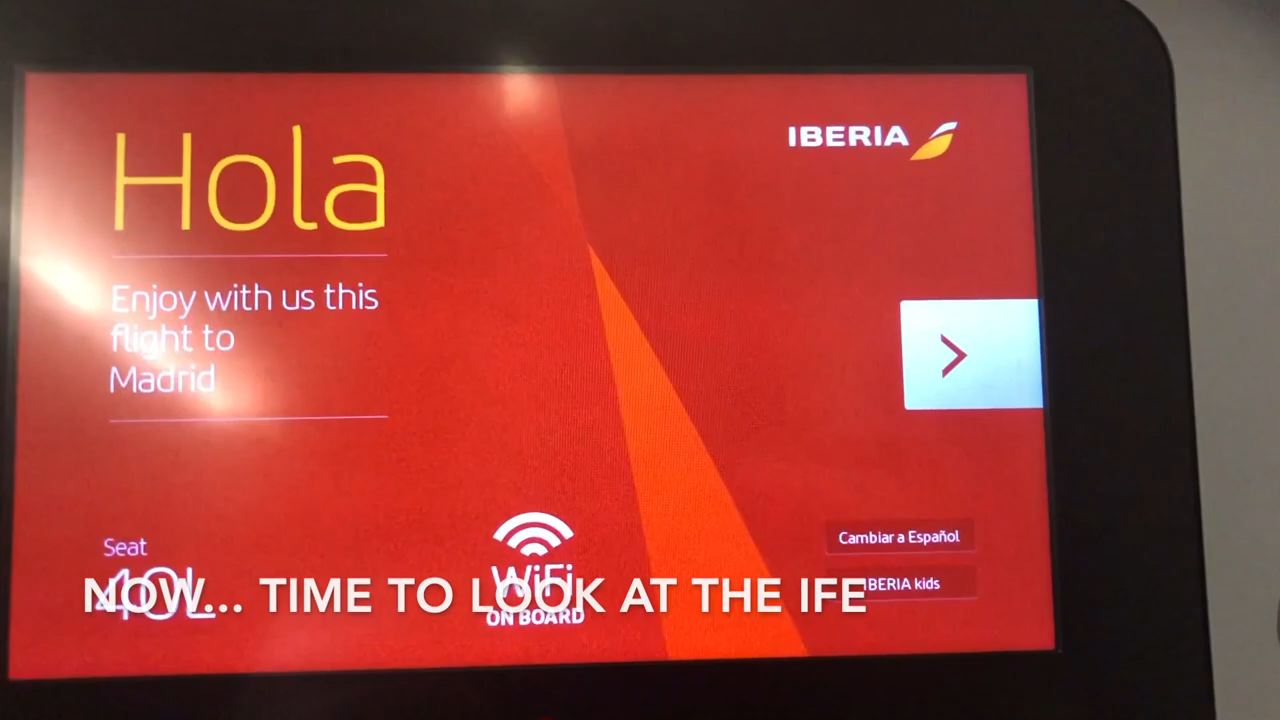 Hola
IBERIA
Enjoy with us this
flight to
Madrid
Seat
40L
WiFi
ON BOARD
Cambiar a Español
IBERIA kids
NOW... TIME TO LOOK AT THE IFE